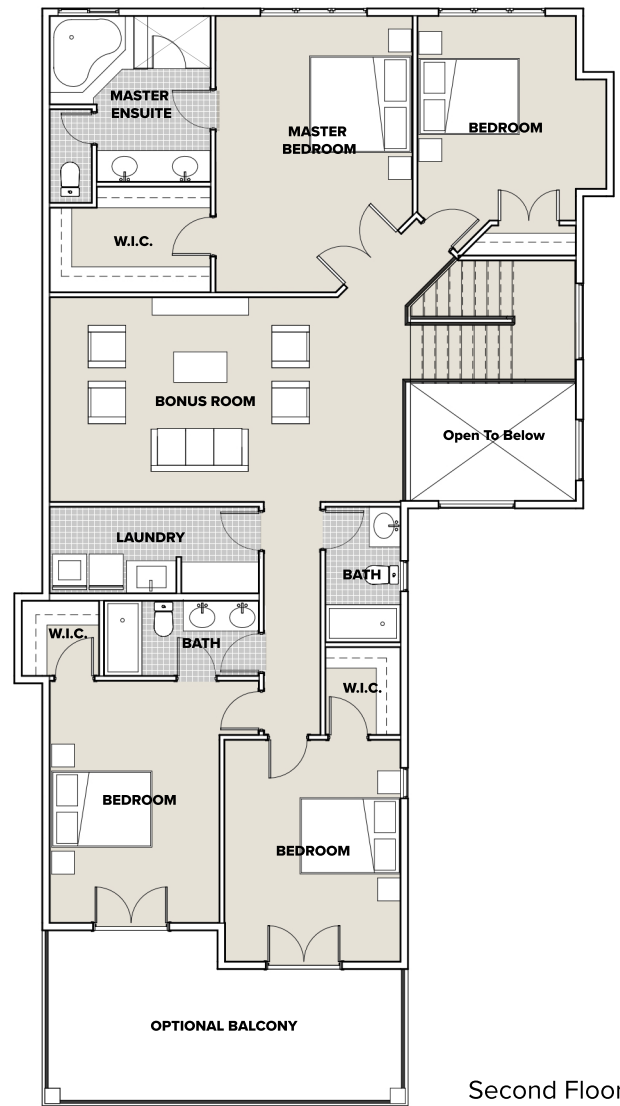 MASTER
ENSUITE
MASTER
BEDROOM
BEDROOM
W.I.C.
BONUS ROOM
Open To Below
LAUNDRY
BATH
W.I.C.
BATH
W.I.C.
BEDROOM
BEDROOM
OPTIONAL BALCONY
Second Floor